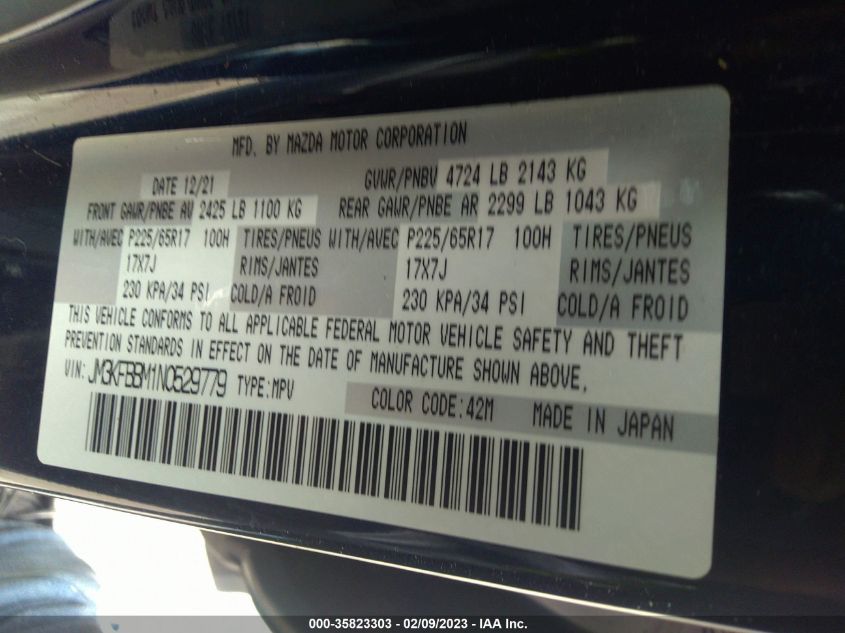 MFD. BY MAZDA MOTOR CORPORATION
DATE 12/21 GVWR/PNBV 4724 LB 2143 KG
FRONT GAWR/PNBE AV 2425 LB 1100 KG REAR GAWR/PNBE AR 2299 LB 1043 KG
WITH/AVEC P225/65R17 100H TIRES/PNEUS WITH/AVEC P225/65R17 100H TIRES/PNEUS
17X7J RIMS/JANTES 17X7J RIMS/JANTES
230 KPA/34 PSI COLD/A FROID 230 KPA/34 PSI COLD/A FROID
THIS VEHICLE CONFORMS TO ALL APPLICABLE FEDERAL MOTOR VEHICLE SAFETY AND THEFT
PREVENTION STANDARDS IN EFFECT ON THE DATE OF MANUFACTURE SHOWN ABOVE.
VIN: JM3KFBBM1N0529779 TYPE:MPV
COLOR CODE:42M MADE IN JAPAN
000-35823303 - 02/09/2023 - IAA Inc.